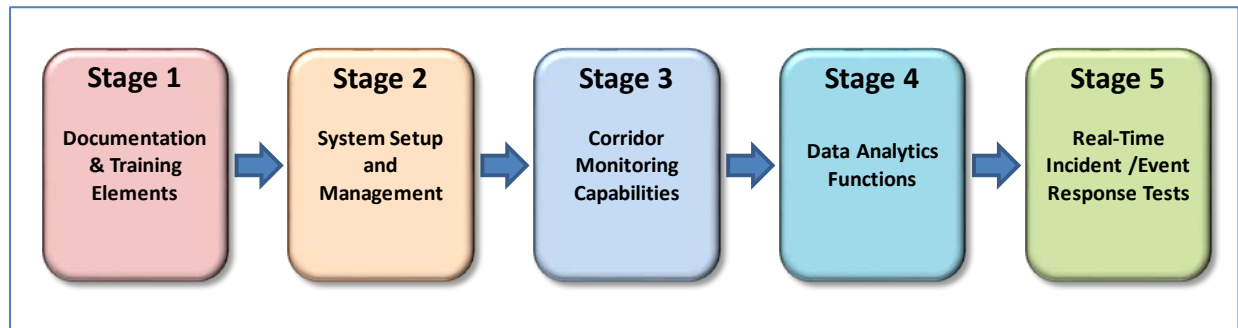 Stage 1
Documentation
& Training
Elements
Stage 2
System Setup
and
Management
Stage 3
Corridor
Monitoring
Capabilities
Stage 4
Data Analytics
Functions
Stage 5
Real-Time
Incident /Event
Response Tests